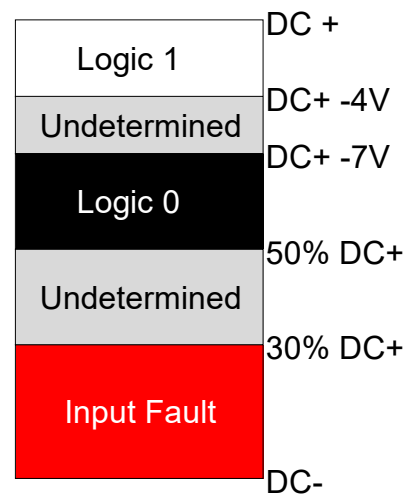 DC +
Logic 1
DC+ -4V
Undetermined
DC+ -7V
Logic 0
50% DC+
Undetermined
30% DC+
Input Fault
DC-